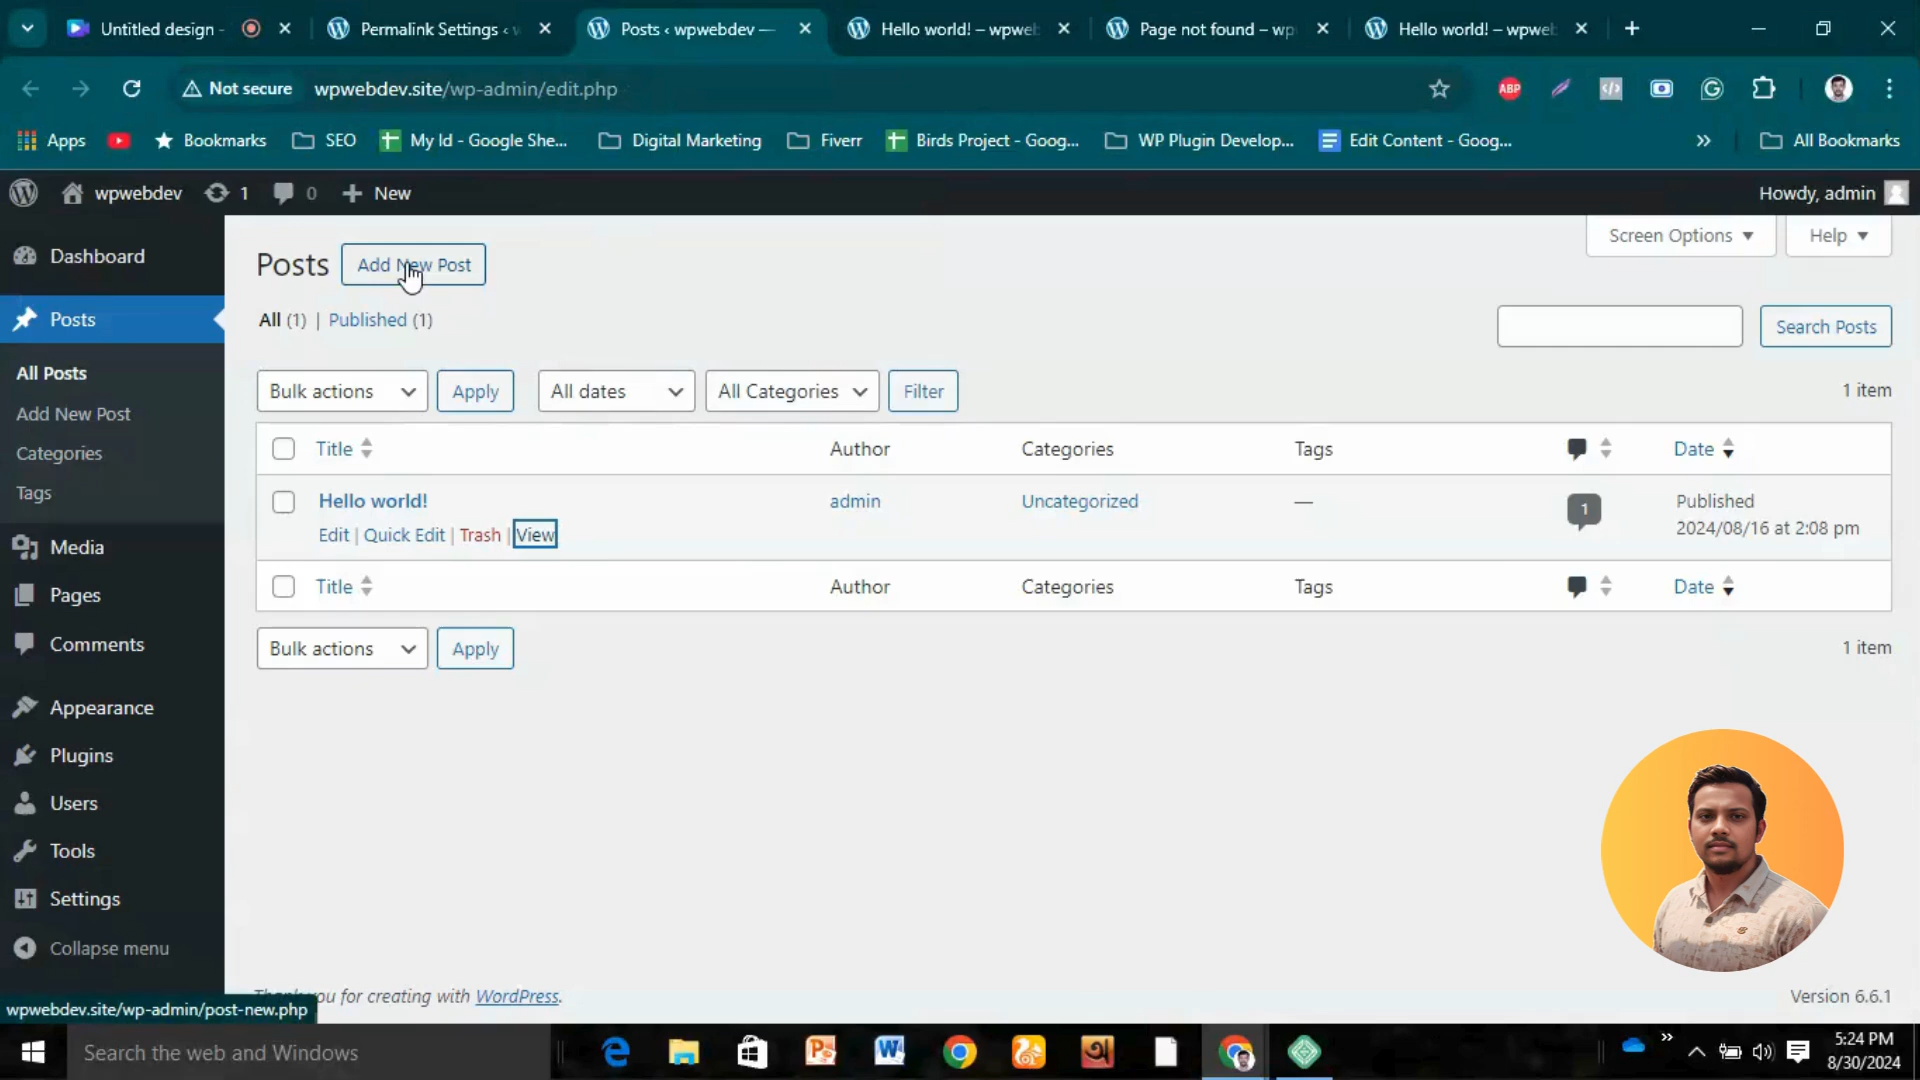 Untitled design -
Permalink Settings ‹ w
Posts ‹ wpwebdev —
Hello world! – wpwe
Page not found – wp
Hello world! – wpwe
Not secure
wpwebdev.site/wp-admin/edit.php
ABP
Apps
Bookmarks
SEO
My Id - Google She...
Digital Marketing
Fiverr
Birds Project - Goog...
WP Plugin Develop...
Edit Content - Goog...
»
All Bookmarks
wpwebdev
1
0
New
Howdy, admin
Dashboard
Posts
All Posts
Add New Post
Categories
Tags
Media
Pages
Comments
Appearance
Plugins
Users
Tools
Settings
Collapse menu
Screen Options
Help
Posts
Add New Post
All (1) | Published (1)
Search Posts
Bulk actions
Apply
All dates
All Categories
Filter
1 item
Title
Author
Categories
Tags
Date
Hello world!
admin
Uncategorized
—
1
Published
2024/08/16 at 2:08 pm
Edit | Quick Edit | Trash | View
Title
Author
Categories
Tags
Date
Bulk actions
Apply
1 item
you for creating with WordPress.
Version 6.6.1
wpwebdev.site/wp-admin/post-new.php
Search the web and Windows
5:24 PM
8/30/2024